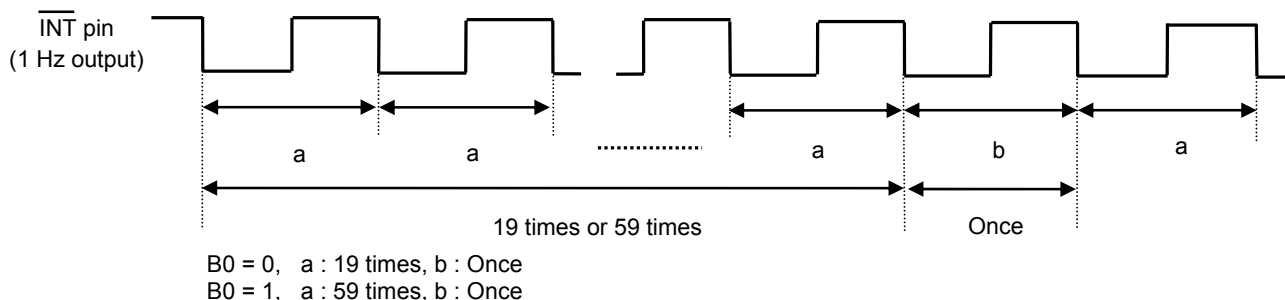 INT pin
(1 Hz output)
a
a
a
b
a
19 times or 59 times
Once
B0 = 0, a : 19 times, b : Once
B0 = 1, a : 59 times, b : Once